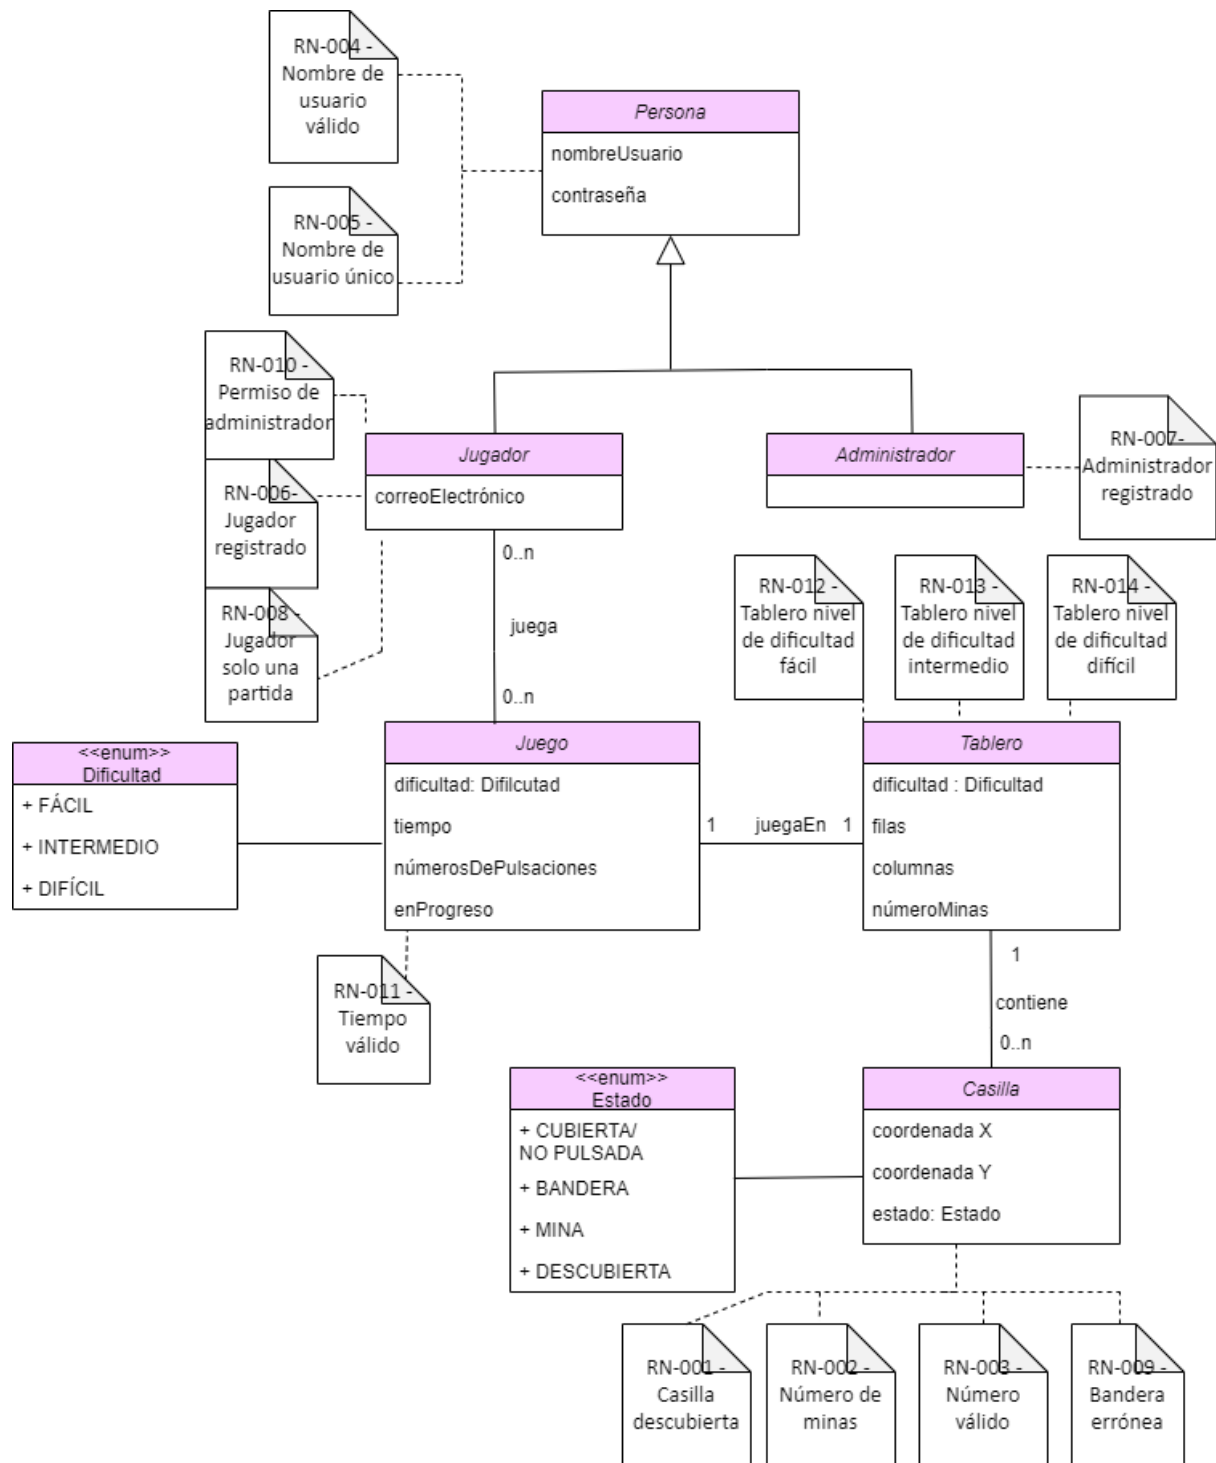 RN-004 -
Nombre de
usuario
válido
Persona
nombreUsuario
contraseña
RN-005 -
Nombre de
usuario único
RN-010 -
Permiso de
administrador
Jugador
correoElectrónico
Administrador
RN-007-
Administrador
registrado
RN-006-
Jugador
registrado
RN-008 -
Jugador
solo una
partida
0..n
juega
0..n
RN-012 -
Tablero nivel
de dificultad
fácil
RN-013 -
Tablero nivel
de dificultad
intermedio
RN-014 -
Tablero nivel
de dificultad
difícil
<<enum>>
Dificultad
+ FÁCIL
+ INTERMEDIO
+ DIFÍCIL
Juego
dificultad: Difilcutad
tiempo
númerosDePulsaciones
enProgreso
1 juegaEn 1
Tablero
dificultad : Dificultad
filas
columnas
númeroMinas
RN-011 -
Tiempo
válido
1
contiene
0..n
<<enum>>
Estado
+ CUBIERTA/
NO PULSADA
+ BANDERA
+ MINA
+ DESCUBIERTA
Casilla
coordenada X
coordenada Y
estado: Estado
RN-001 -
Casilla
descubierta
RN-002 -
Número de
minas
RN-003 -
Número
válido
RN-009 -
Bandera
errónea